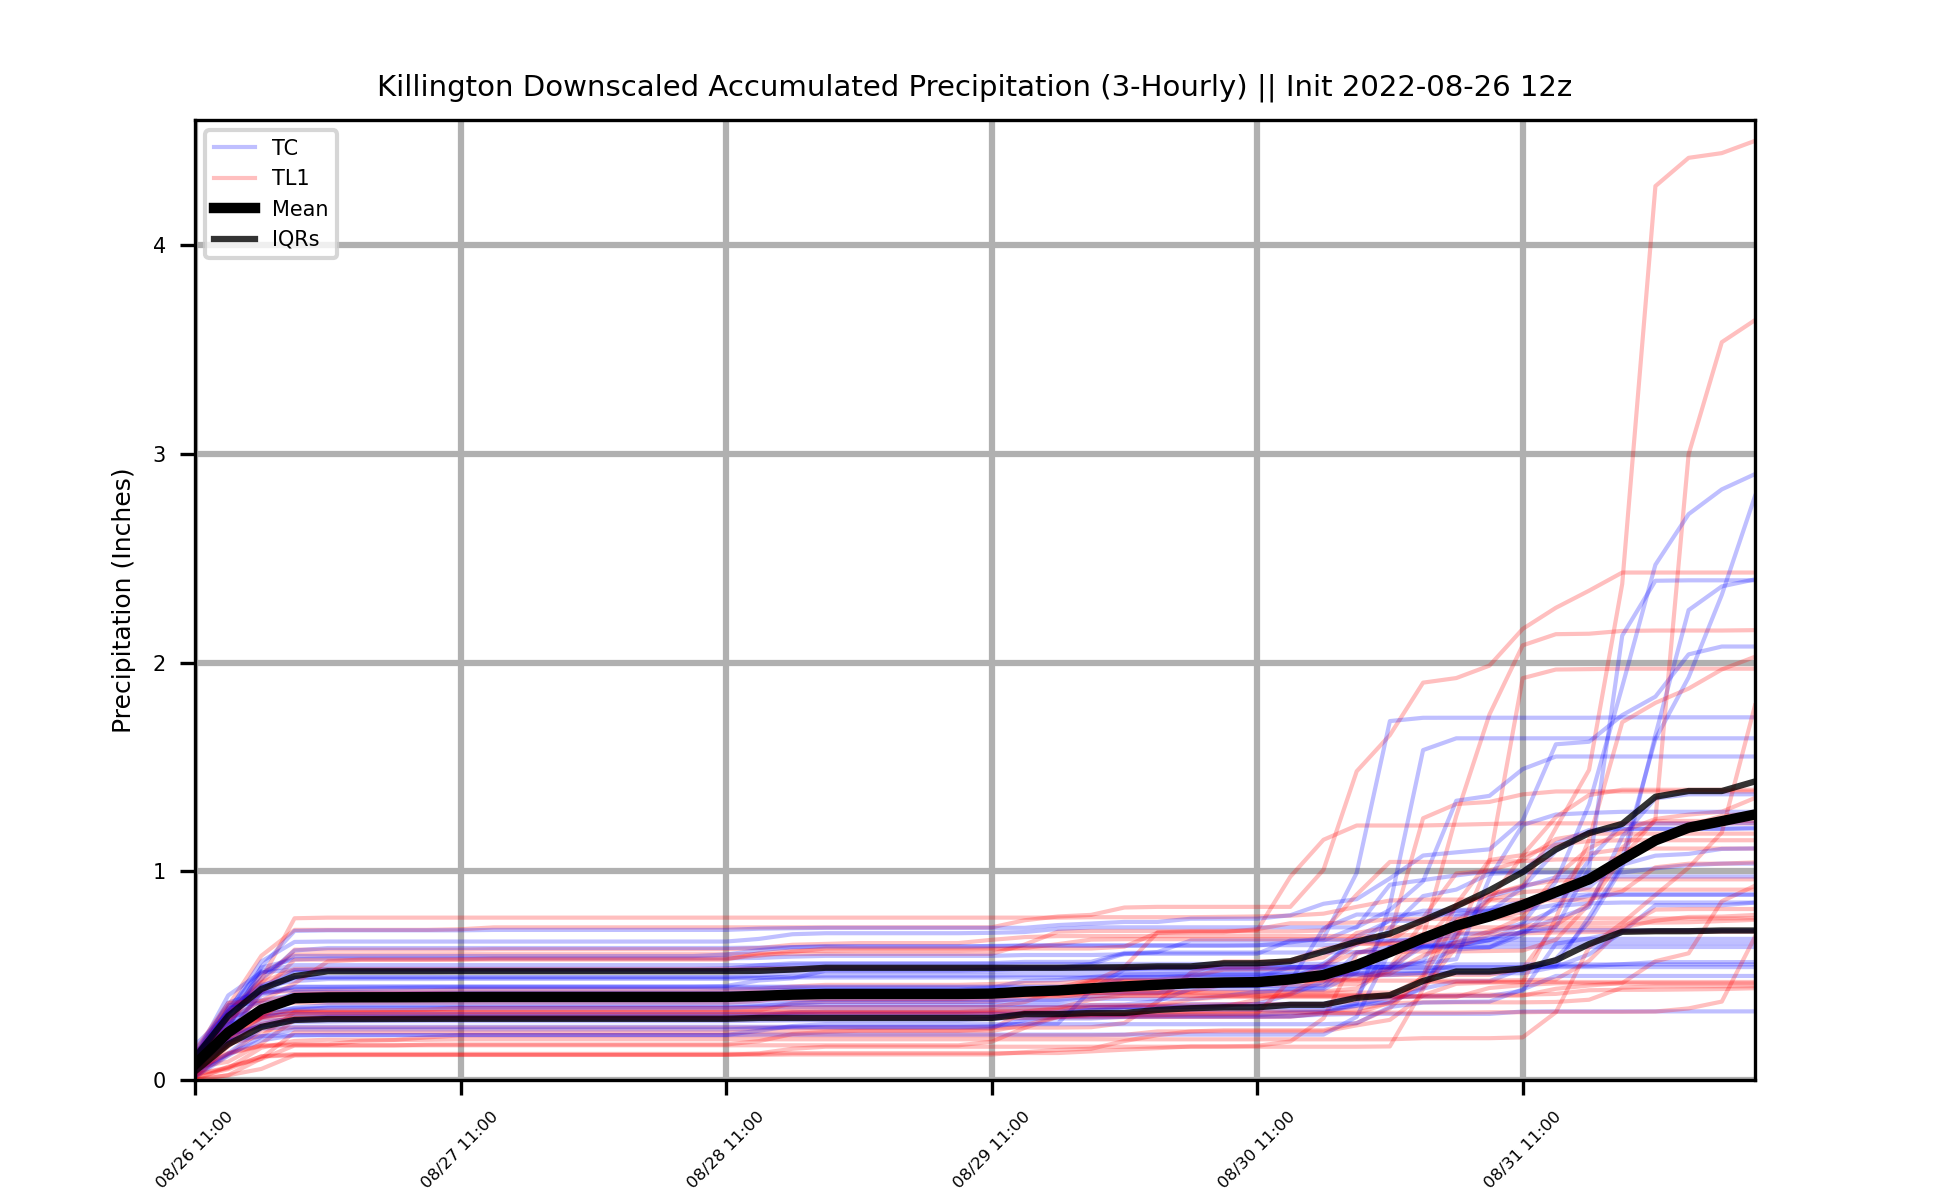 Killington Downscaled Accumulated Precipitation (3-Hourly) || Init 2022-08-26 12z
TC
TL1
Mean
IQRs
Precipitation (Inches)
4
3
2
1
0
08/26 11:00
08/27 11:00
08/28 11:00
08/29 11:00
08/30 11:00
08/31 11:00